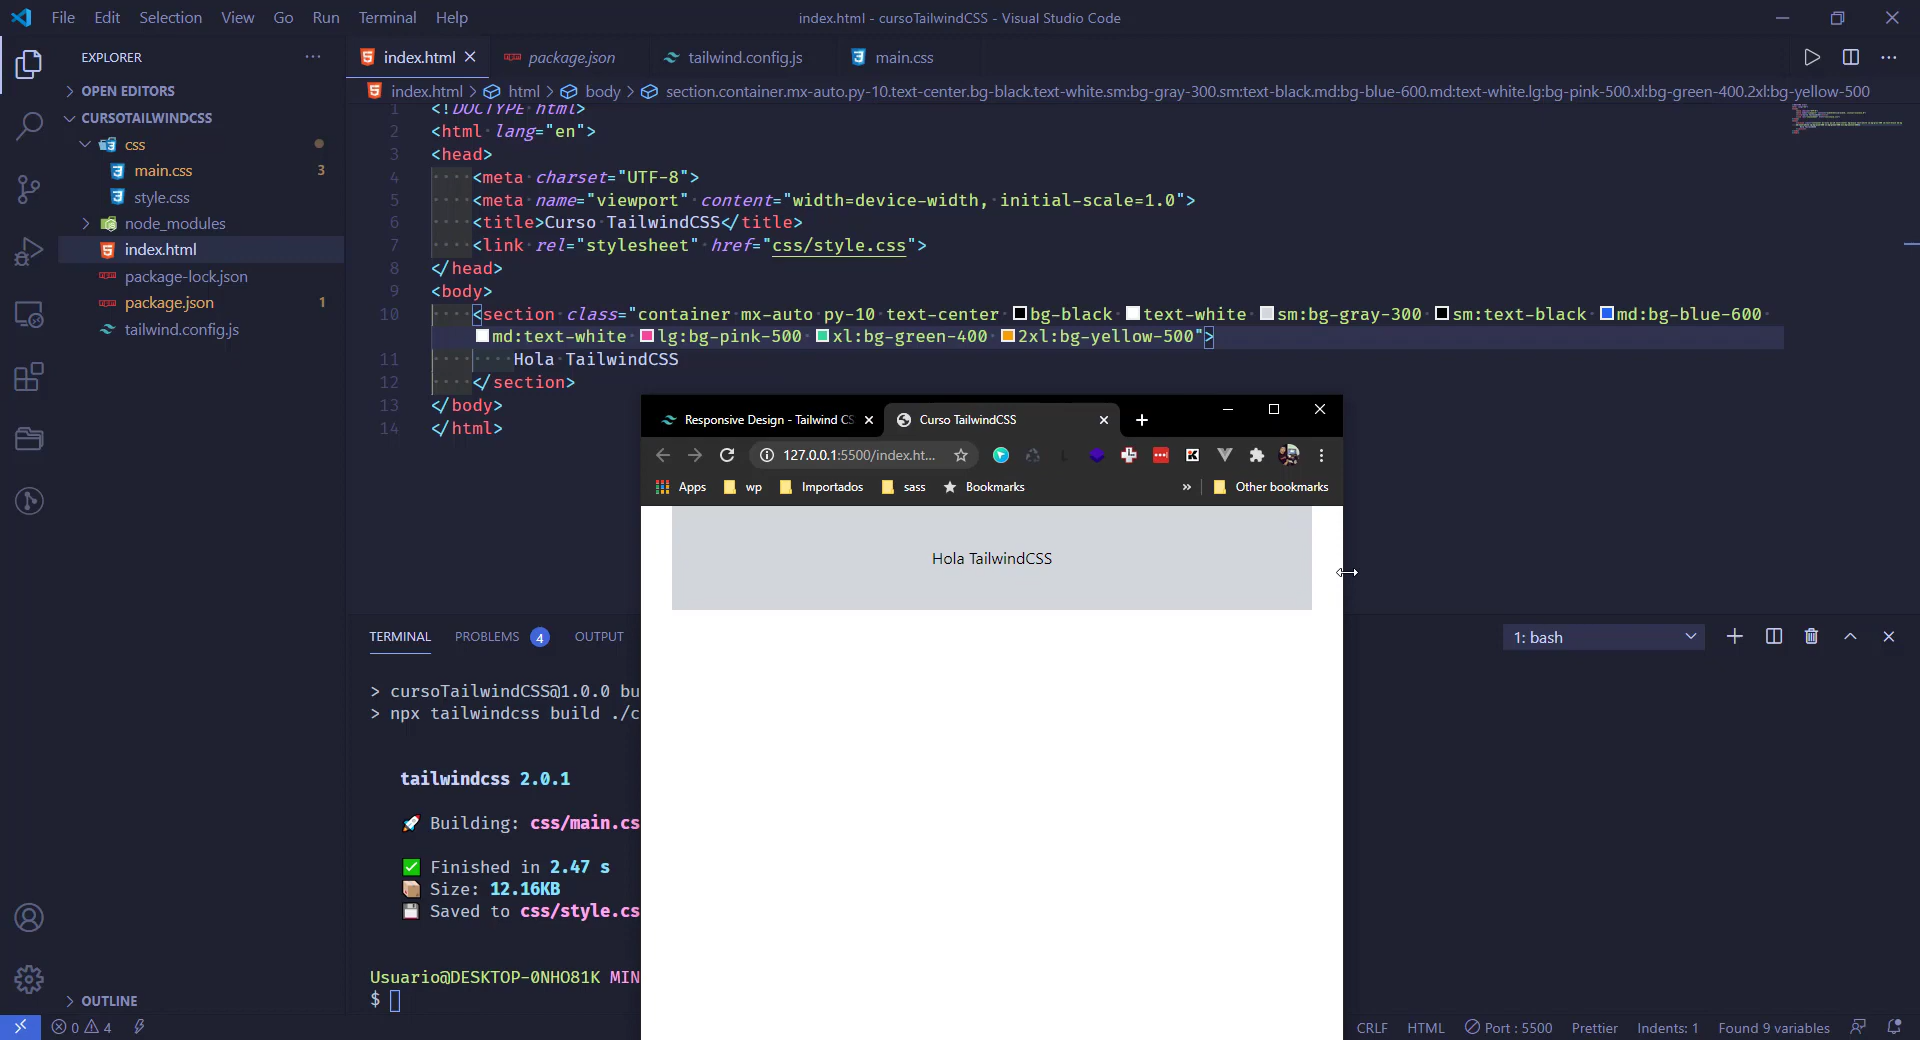 File Edit Selection View Go Run Terminal Help
index.html - cursoTailwindCSS - Visual Studio Code
EXPLORER
OPEN EDITORS
CURSOTAILWINDCSS
css
main.css 3
style.css
node_modules
index.html
package-lock.json
package.json 1
tailwind.config.js
OUTLINE
index.html package.json tailwind.config.js main.css
index.html > html > body > section.container.mx-auto.py-10.text-center.bg-black.text-white.sm:bg-gray-300.sm:text-black.md:bg-blue-600.md:text-white.lg:bg-pink-500.xl:bg-green-400.2xl:bg-yellow-500
1 <!DOCTYPE html>
2 <html lang="en">
3 <head>
4 <meta charset="UTF-8">
5 <meta name="viewport" content="width=device-width, initial-scale=1.0">
6 <title>Curso TailwindCSS</title>
7 <link rel="stylesheet" href="css/style.css">
8 </head>
9 <body>
10 <section class="container mx-auto py-10 text-center bg-black text-white sm:bg-gray-300 sm:text-black md:bg-blue-600
md:text-white lg:bg-pink-500 xl:bg-green-400 2xl:bg-yellow-500">
11 Hola TailwindCSS
12 </section>
13 </body>
14 </html>
Responsive Design - Tailwind CS
Curso TailwindCSS
127.0.0.1:5500/index.ht...
Apps wp Importados sass Bookmarks » Other bookmarks
Hola TailwindCSS
TERMINAL PROBLEMS 4 OUTPUT
1: bash
> cursoTailwindCSS@1.0.0 bu
> npx tailwindcss build ./c
tailwindcss 2.0.1
Building: css/main.cs
Finished in 2.47 s
Size: 12.16KB
Saved to css/style.cs
Usuario@DESKTOP-0NHO81K MIN
$
0 4
CRLF HTML Port : 5500 Prettier Indents: 1 Found 9 variables